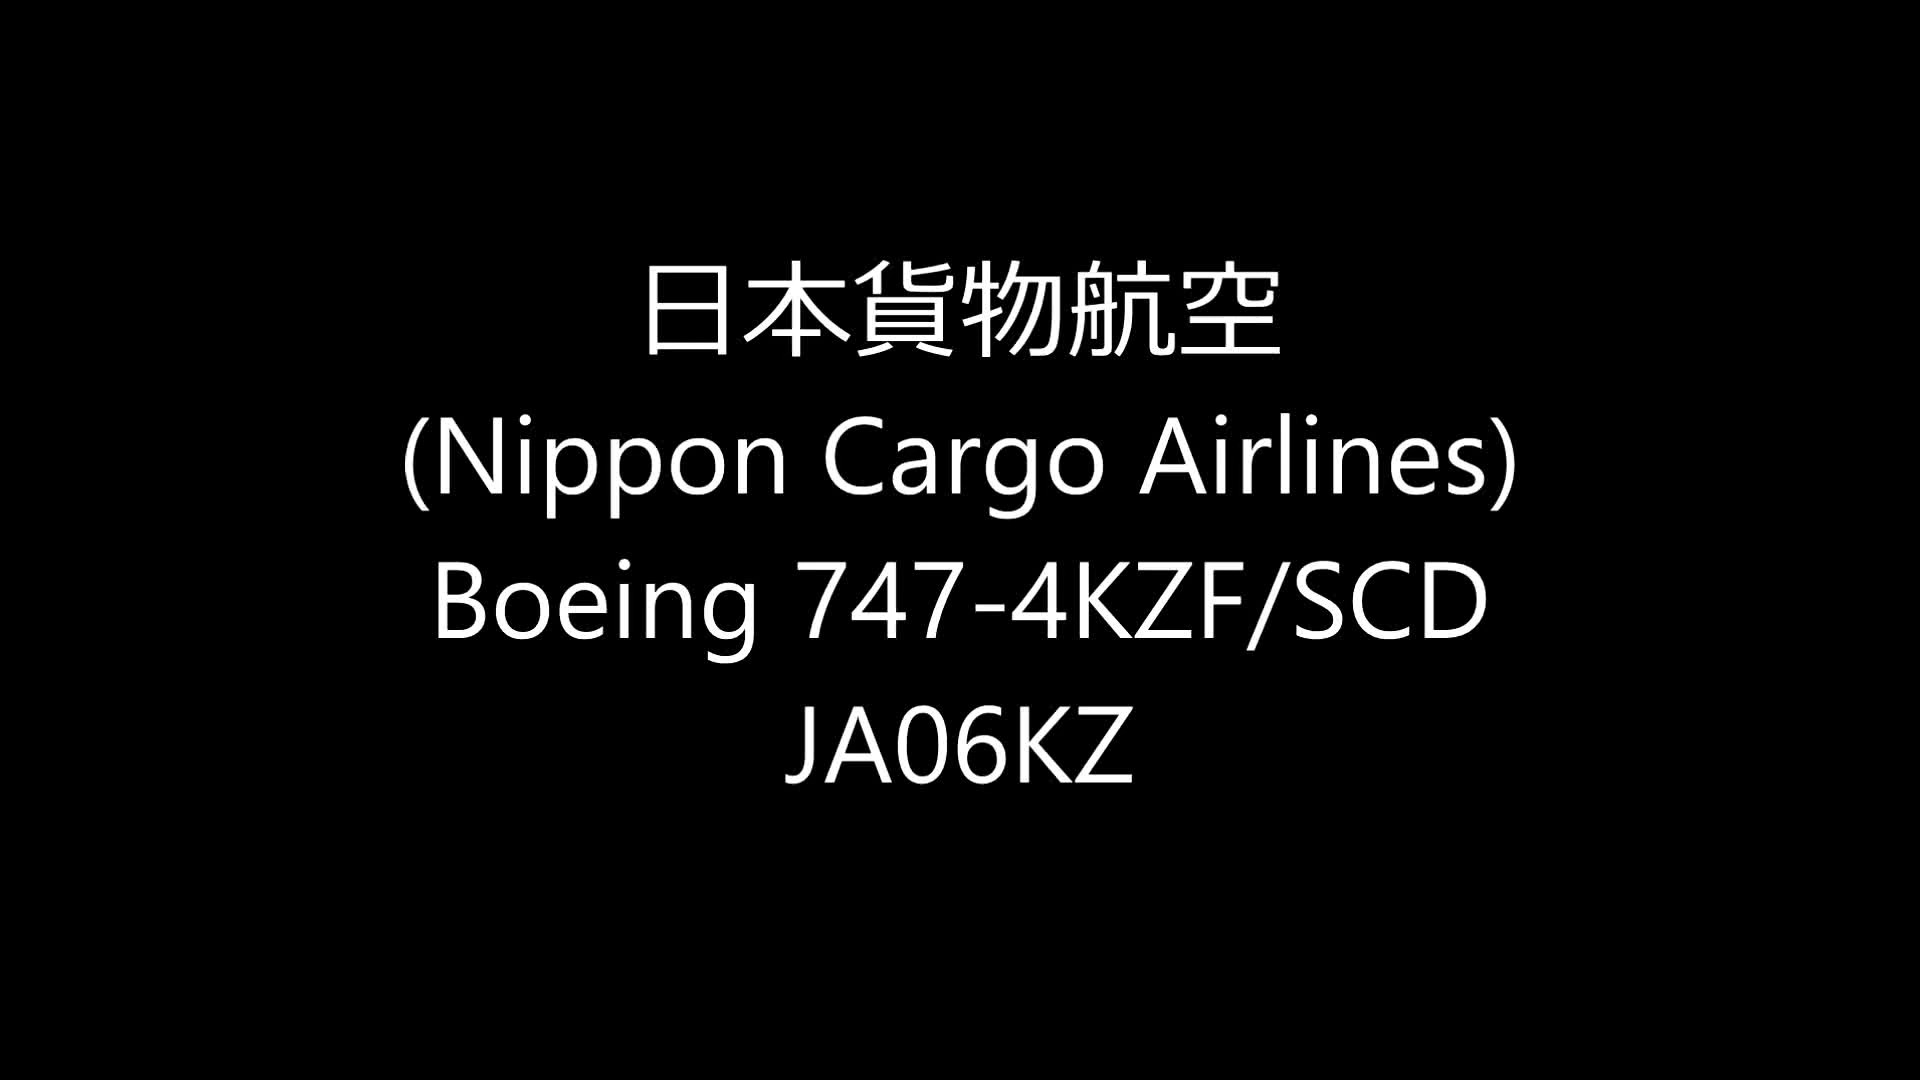 日本貨物航空
(Nippon Cargo Airlines)
Boeing 747-4KZF/SCD
JA06KZ